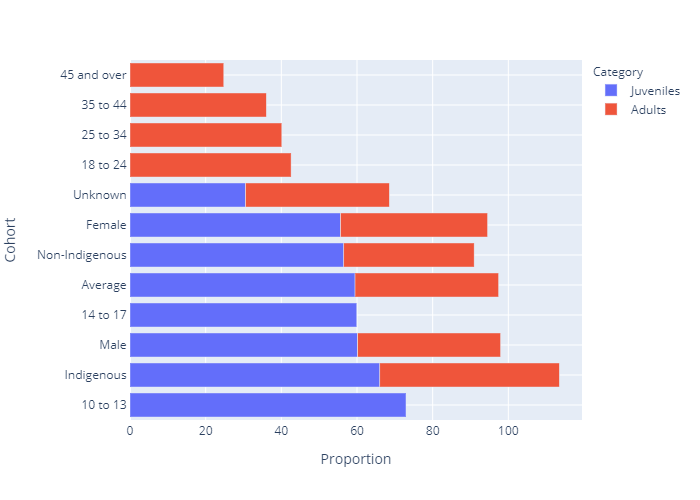 Category
Juveniles
Adults
45 and over
35 to 44
25 to 34
18 to 24
Unknown
Female
Non-Indigenous
Average
14 to 17
Male
Indigenous
10 to 13
Cohort
0 20 40 60 80 100
Proportion